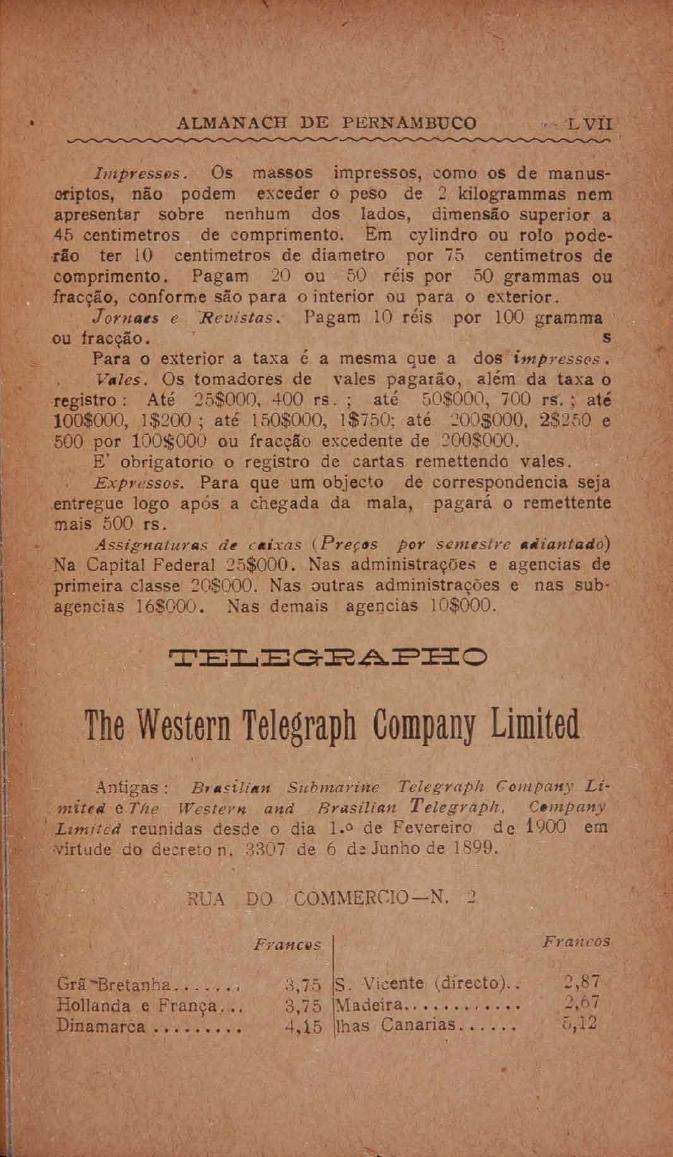 ALMANACH DE PERNAMBUCO LVII
Impressos. Os massos impressos, como os de manus-
criptos, não podem exceder o peso de 2 kilogrammas nem
apresentar sobre nenhum dos lados, dimensão superior a
45 centimetros de comprimento. Em cylindro ou rolo pode-
rão ter 10 centimetros de diametro por 75 centimetros de
comprimento. Pagam 20 ou 50 réis por 50 grammas ou
fracção, conforme são para o interior ou para o exterior.
Jornaes e Revistas. Pagam 10 réis por 100 gramma
ou fracção. s
Para o exterior a taxa é a mesma que a dos impressos.
Vales. Os tomadores de vales pagarão, além da taxa o
registro: Até 25$000, 400 rs. ; até 50$000, 700 rs. ; até
100$000, 1$200 ; até 150$000, 1$750; até 200$000, 2$250 e
500 por 100$000 ou fracção excedente de 200$000.
E' obrigatorio o registro de cartas remettendo vales.
Expressos. Para que um objecto de correspondencia seja
entregue logo após a chegada da mala, pagará o remettente
mais 500 rs.
Assignaturas de caixas (Preços por semestre adiantado)
Na Capital Federal 25$000. Nas administrações e agencias de
primeira classe 20$000. Nas outras administrações e nas sub-
agencias 16$000. Nas demais agencias 10$000.
TELEGRAPHO
The Western Telegraph Company Limited
Antigas : Brasilian Submarine Telegraph Company Li-
mited e The Western and Brasilian Telegraph, Company
Limited reunidas desde o dia 1.º de Fevereiro de 1900 em
virtude do decreto n. 3307 de 6 de Junho de 1899.
RUA DO COMMERCIO—N. 2
Francos Francos
Grã-Bretanha....... 3,75 S. Vicente (directo).. 2,87
Hollanda e França... 3,75 Madeira............ 2,67
Dinamarca ......... 4,15 lhas Canarias...... 5,12